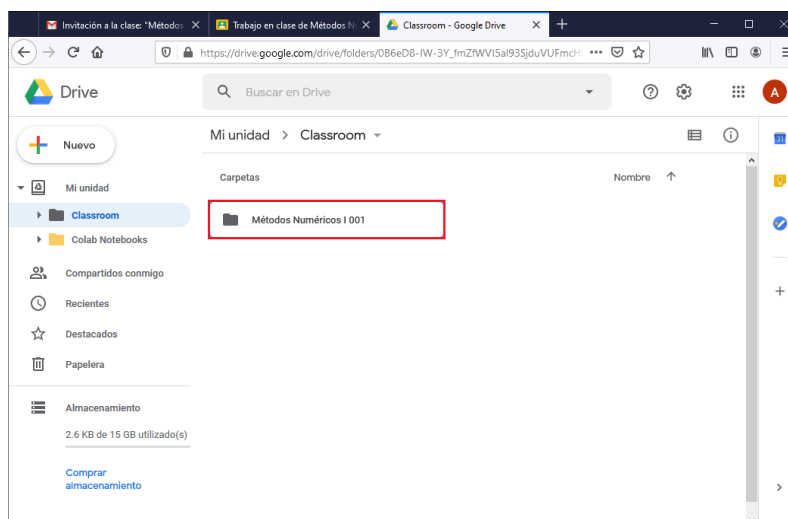 Invitación a la clase: "Métodos
Trabajo en clase de Métodos N
Classroom - Google Drive
https://drive.google.com/drive/folders/0B6eD8-IW-3Y_fmZfWVI5al93SjduVUFmcH
Drive
Buscar en Drive
A
Nuevo
Mi unidad > Classroom
31
Mi unidad
Classroom
Colab Notebooks
Compartidos conmigo
Recientes
Destacados
Papelera
Almacenamiento
2.6 KB de 15 GB utilizado(s)
Comprar
almacenamiento
Carpetas
Nombre
Métodos Numéricos I 001